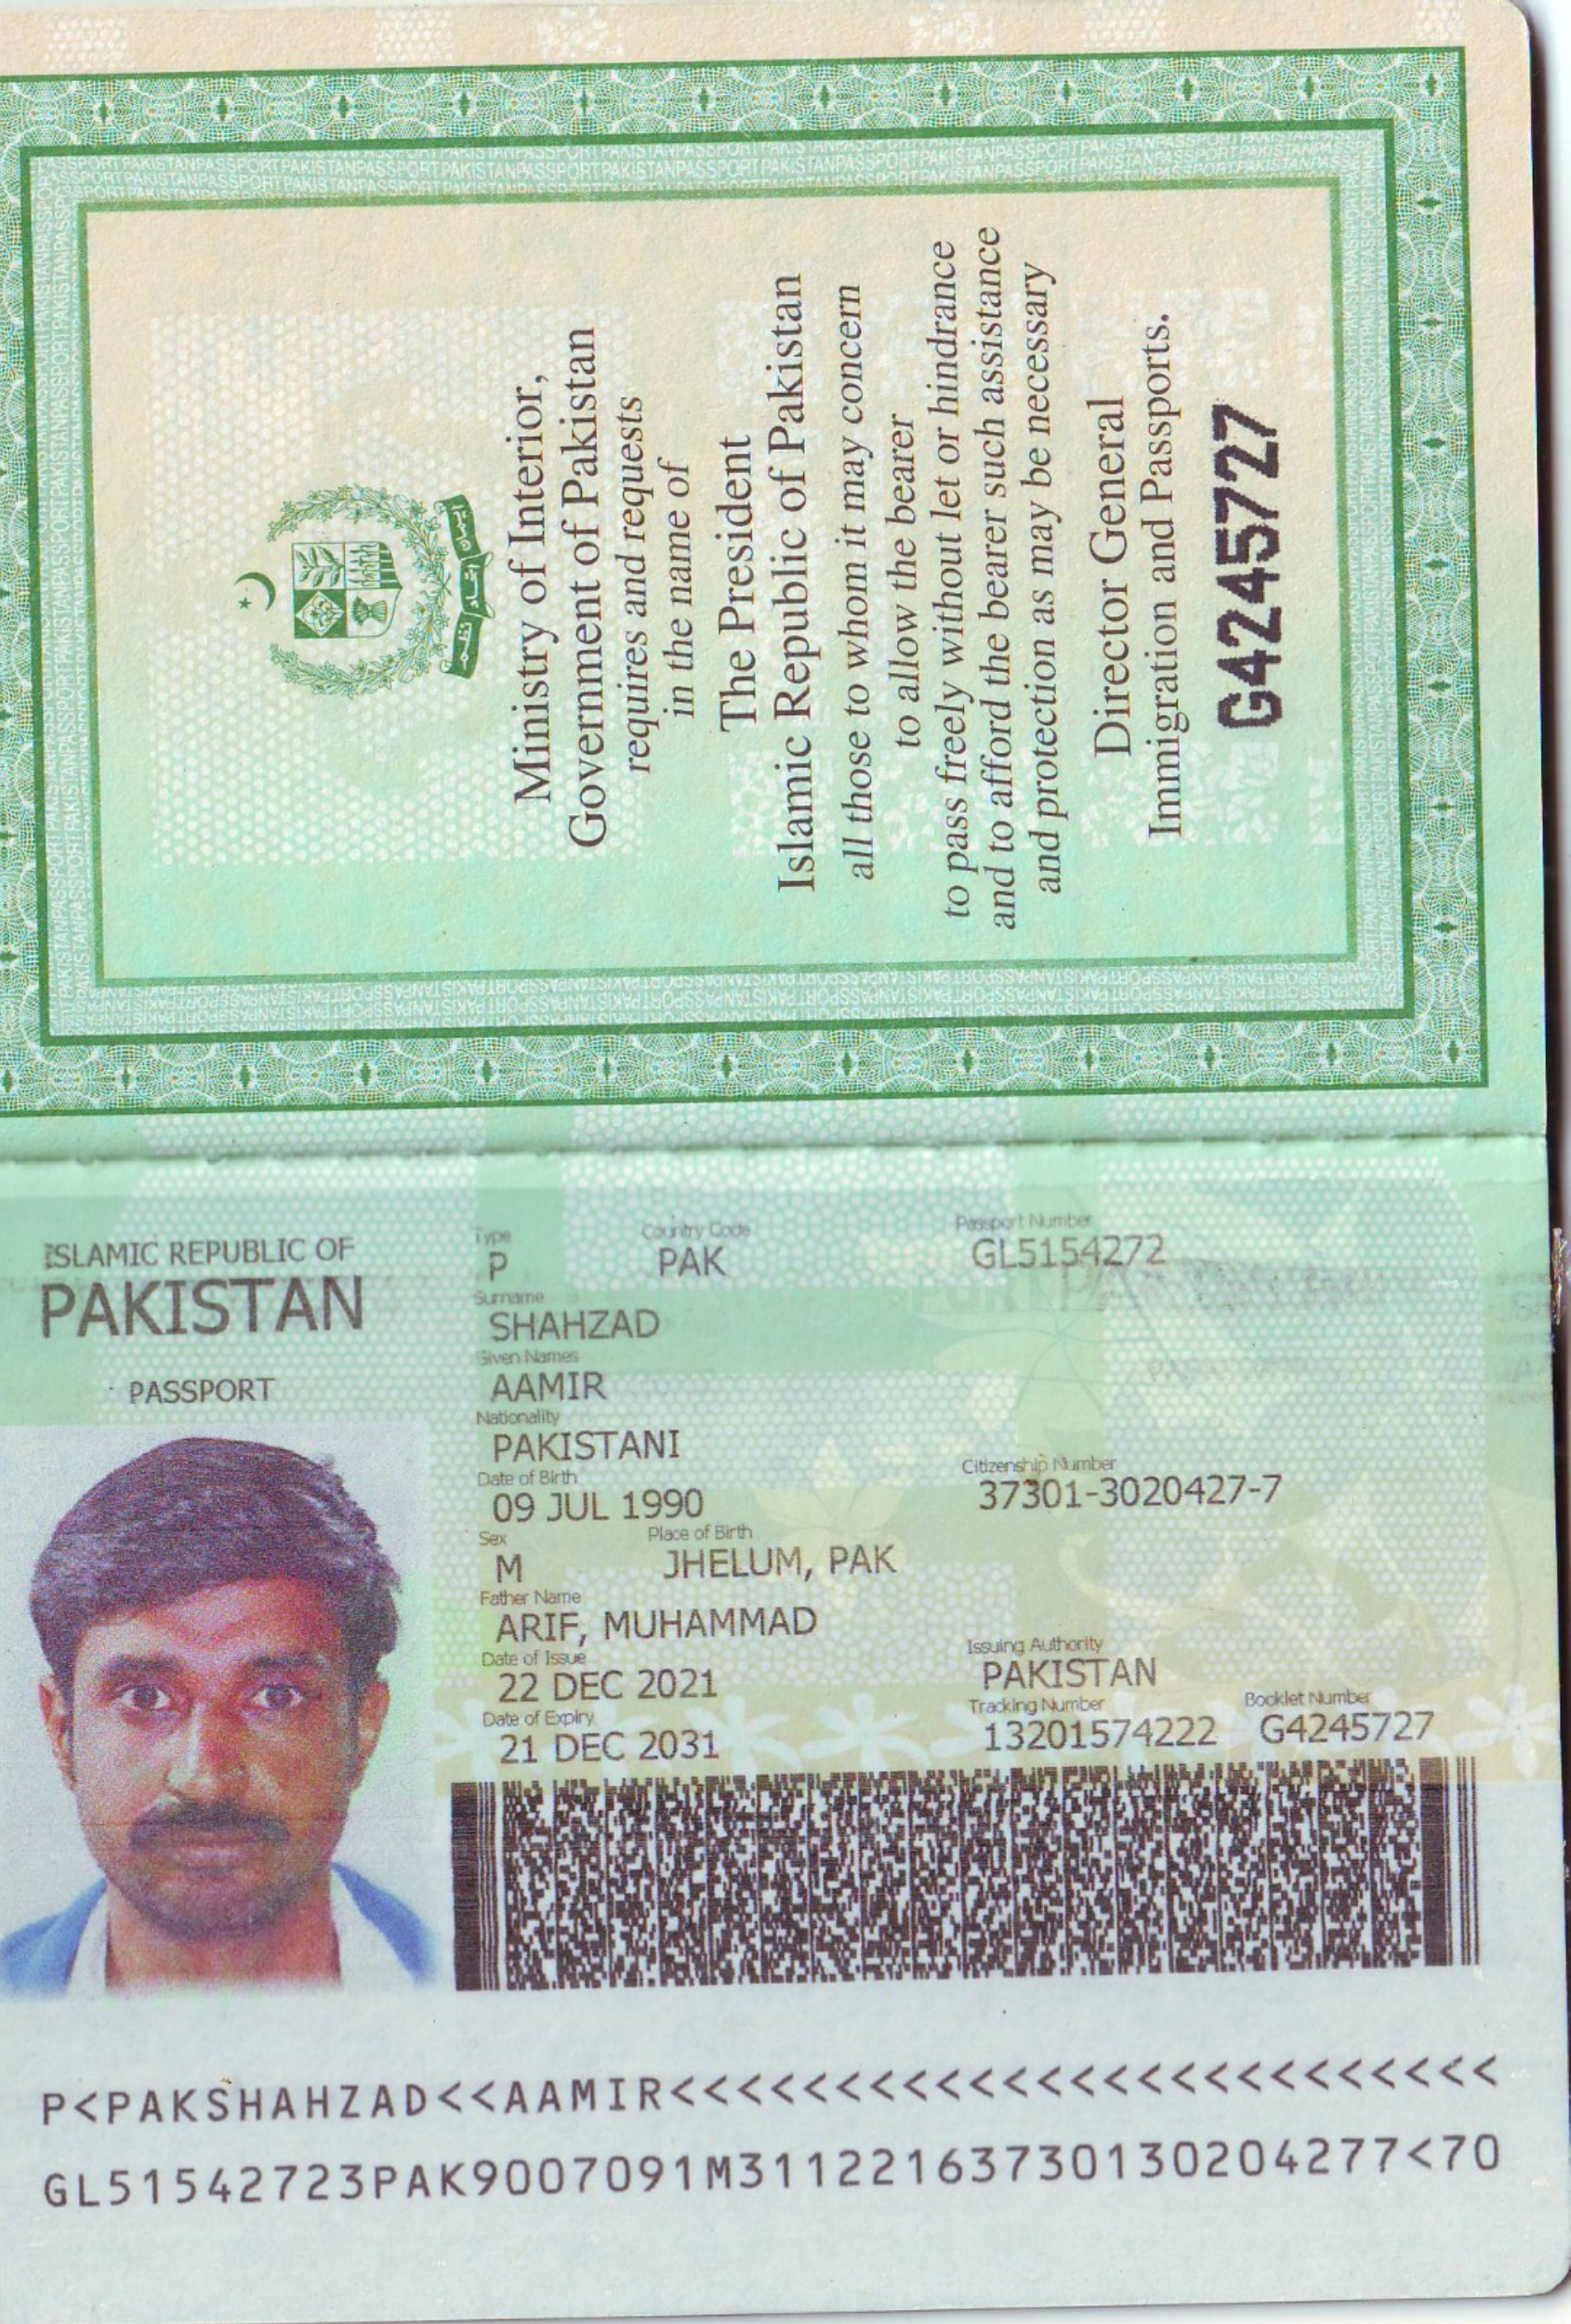 Ministry of Interior,
Government of Pakistan
requires and requests
in the name of
The President
Islamic Republic of Pakistan
all those to whom it may concern
to allow the bearer
to pass freely without let or hindrance
and to afford the bearer such assistance
and protection as may be necessary
Director General
Immigration and Passports.
G4245727
ISLAMIC REPUBLIC OF
PAKISTAN
PASSPORT
Type Country Code Passport Number
P PAK GL5154272
Surname
SHAHZAD
Given Names
AAMIR
Nationality
PAKISTANI
Date of Birth Citizenship Number
09 JUL 1990 37301-3020427-7
Sex Place of Birth
M JHELUM, PAK
Father Name
ARIF, MUHAMMAD
Date of Issue Issuing Authority
22 DEC 2021 PAKISTAN
Date of Expiry Tracking Number Booklet Number
21 DEC 2031 13201574222 G4245727
P<PAKSHAHZAD<<AAMIR<<<<<<<<<<<<<<<<<<<<<<<<<
GL51542723PAK9007091M3112216373013020427<70